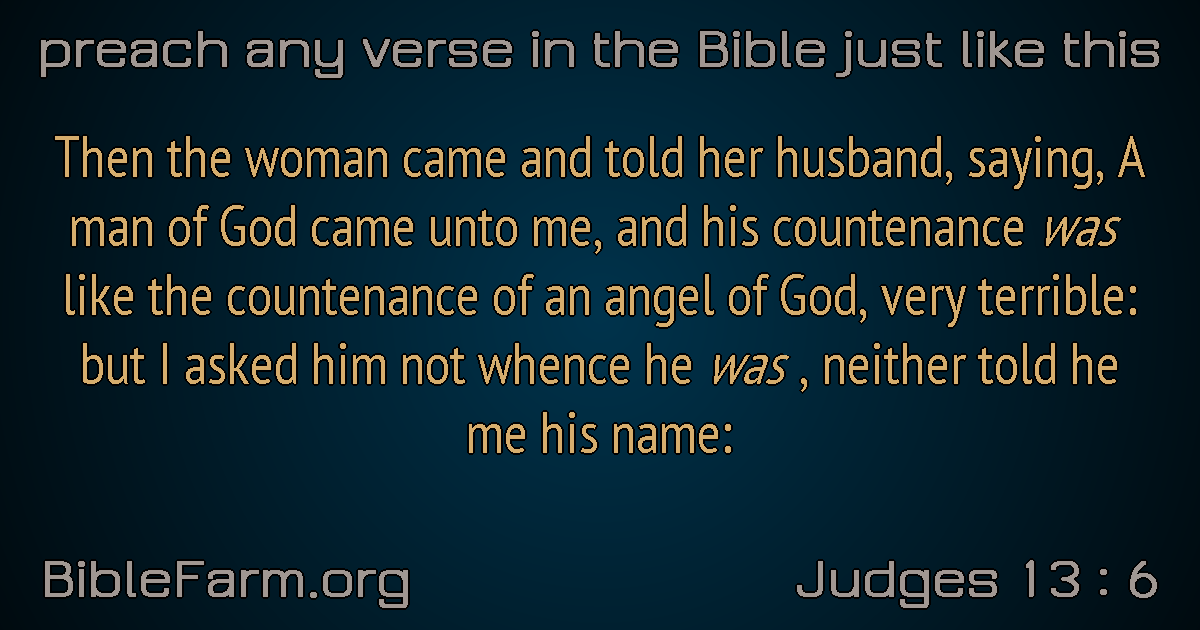 preach any verse in the Bible just like this
Then the woman came and told her husband, saying, A
man of God came unto me, and his countenance was
like the countenance of an angel of God, very terrible:
but I asked him not whence he was , neither told he
me his name:
BibleFarm.org
Judges 13 : 6